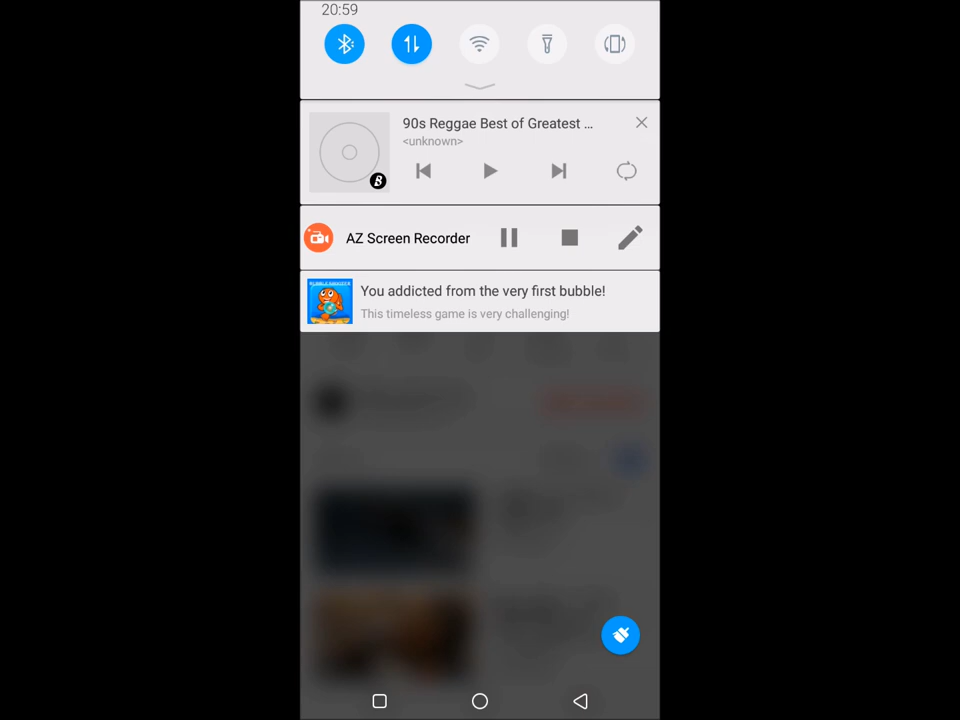 20:59
90s Reggae Best of Greatest ...
<unknown>
B
AZ Screen Recorder
You addicted from the very first bubble!
This timeless game is very challenging!